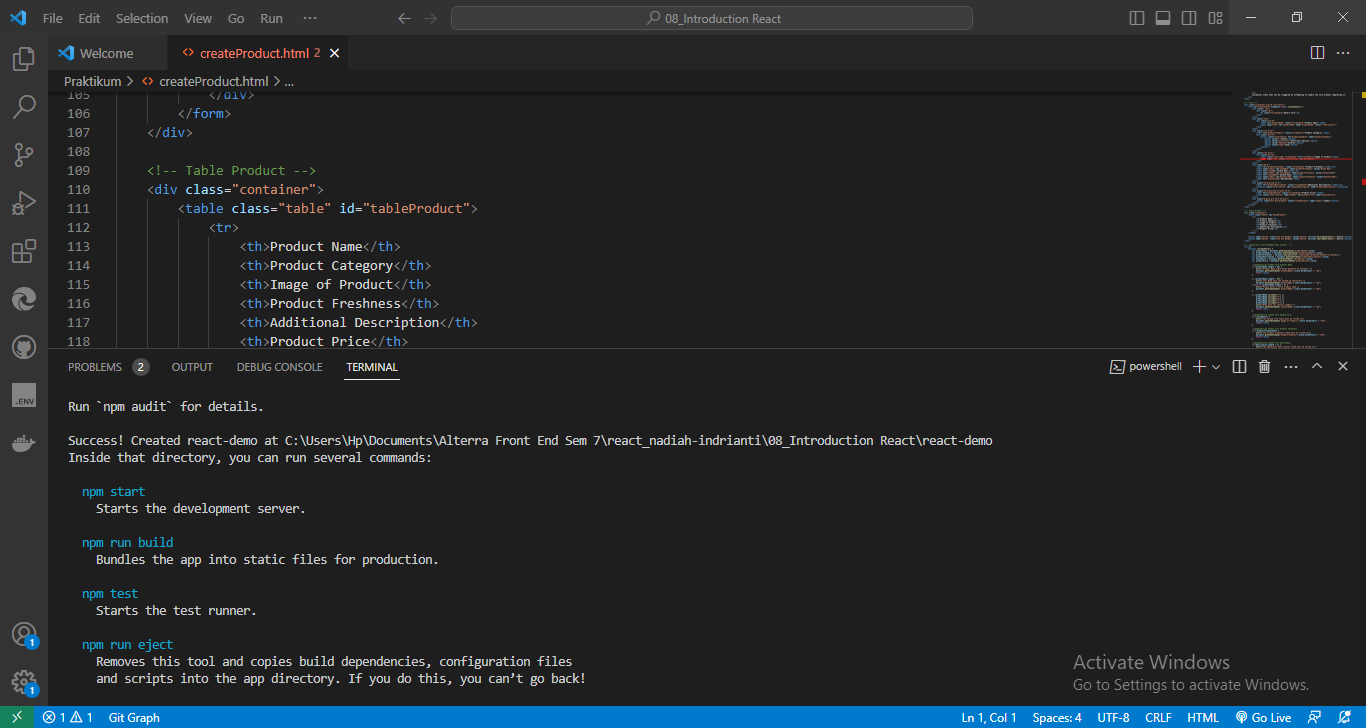 File Edit Selection View Go Run ··· 08_Introduction React
Welcome createProduct.html 2
Praktikum > createProduct.html > ...
105 </div>
106 </form>
107 </div>
108
109 <!-- Table Product -->
110 <div class="container">
111 <table class="table" id="tableProduct">
112 <tr>
113 <th>Product Name</th>
114 <th>Product Category</th>
115 <th>Image of Product</th>
116 <th>Product Freshness</th>
117 <th>Additional Description</th>
118 <th>Product Price</th>
PROBLEMS 2 OUTPUT DEBUG CONSOLE TERMINAL powershell
Run `npm audit` for details.
Success! Created react-demo at C:\Users\Hp\Documents\Alterra Front End Sem 7\react_nadiah-indrianti\08_Introduction React\react-demo
Inside that directory, you can run several commands:
npm start
Starts the development server.
npm run build
Bundles the app into static files for production.
npm test
Starts the test runner.
npm run eject
Removes this tool and copies build dependencies, configuration files
and scripts into the app directory. If you do this, you can’t go back!
.ENV
1
1
Activate Windows
Go to Settings to activate Windows.
1 1 Git Graph Ln 1, Col 1 Spaces: 4 UTF-8 CRLF HTML Go Live